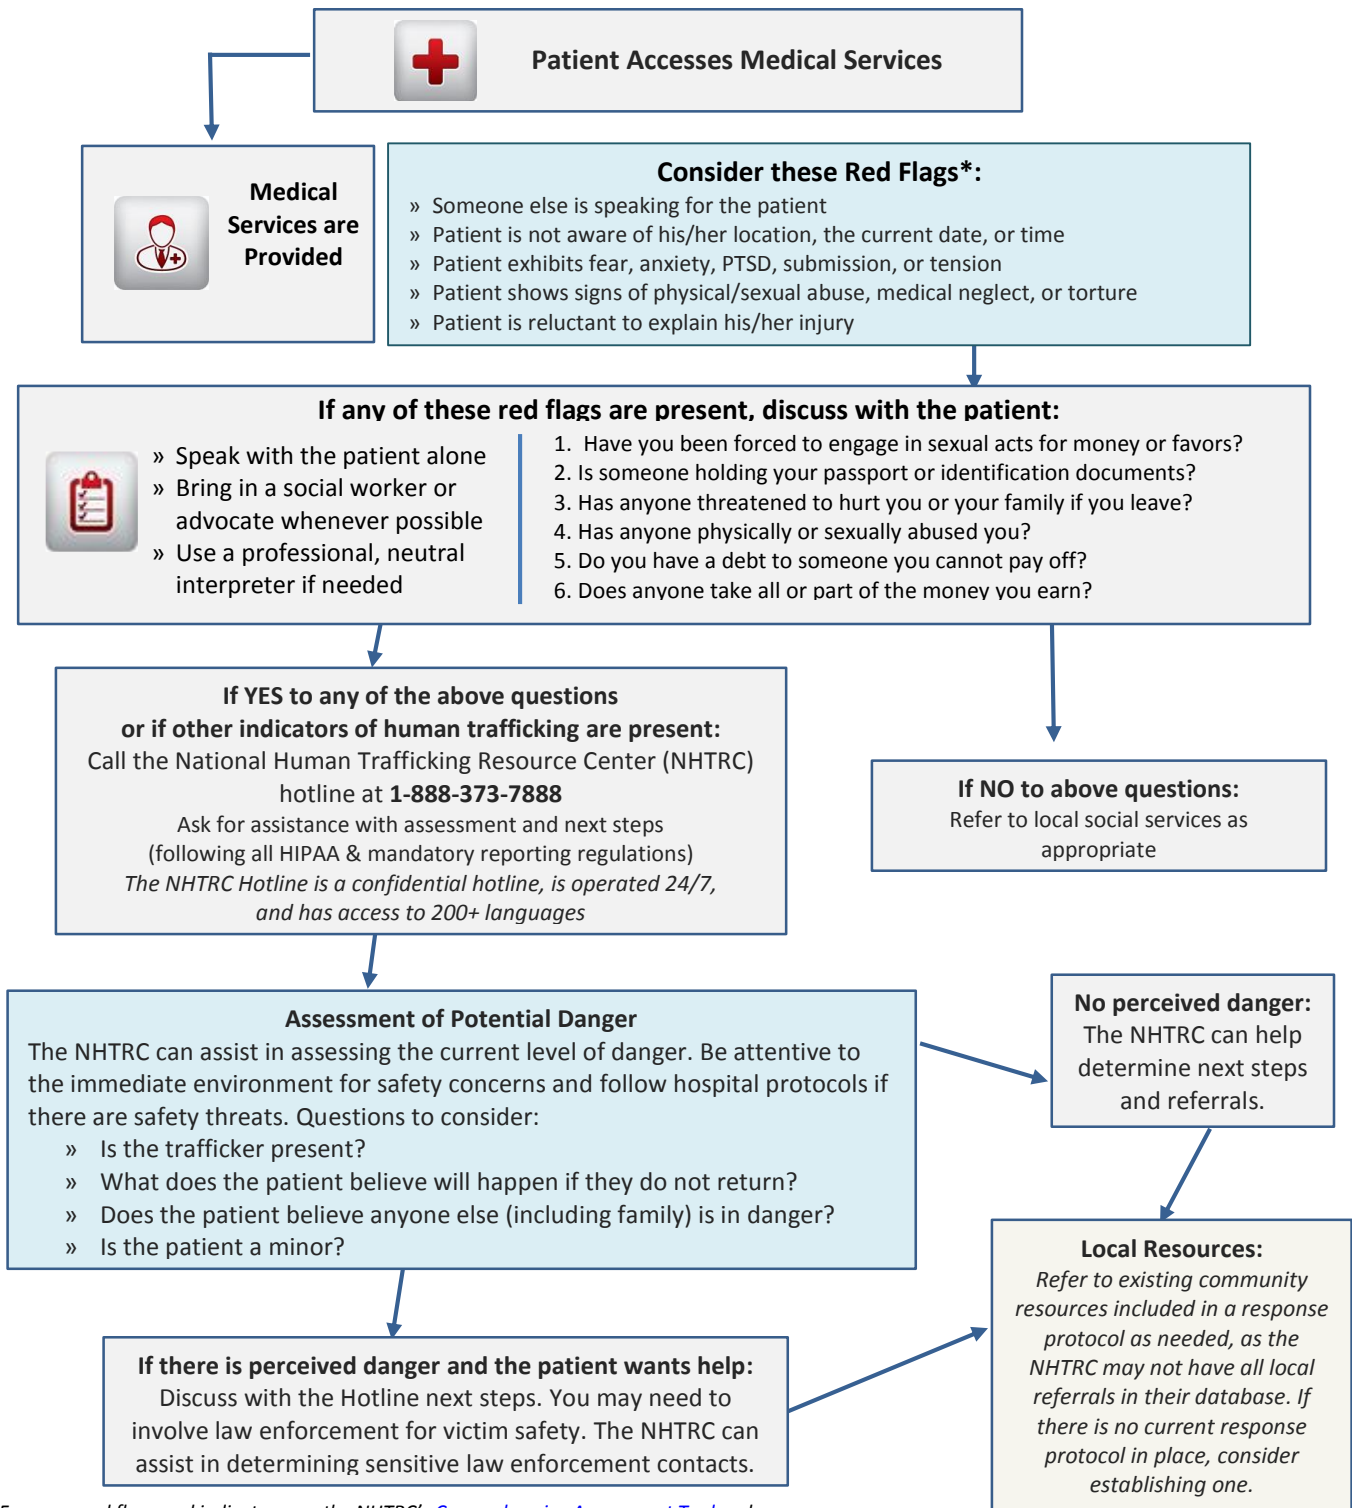 Patient Accesses Medical Services
Medical
Services are
Provided
Consider these Red Flags*:
» Someone else is speaking for the patient
» Patient is not aware of his/her location, the current date, or time
» Patient exhibits fear, anxiety, PTSD, submission, or tension
» Patient shows signs of physical/sexual abuse, medical neglect, or torture
» Patient is reluctant to explain his/her injury
If any of these red flags are present, discuss with the patient:
» Speak with the patient alone
» Bring in a social worker or
advocate whenever possible
» Use a professional, neutral
interpreter if needed
1. Have you been forced to engage in sexual acts for money or favors?
2. Is someone holding your passport or identification documents?
3. Has anyone threatened to hurt you or your family if you leave?
4. Has anyone physically or sexually abused you?
5. Do you have a debt to someone you cannot pay off?
6. Does anyone take all or part of the money you earn?
If YES to any of the above questions
or if other indicators of human trafficking are present:
Call the National Human Trafficking Resource Center (NHTRC)
hotline at 1-888-373-7888
Ask for assistance with assessment and next steps
(following all HIPAA & mandatory reporting regulations)
The NHTRC Hotline is a confidential hotline, is operated 24/7,
and has access to 200+ languages
If NO to above questions:
Refer to local social services as
appropriate
Assessment of Potential Danger
The NHTRC can assist in assessing the current level of danger. Be attentive to
the immediate environment for safety concerns and follow hospital protocols if
there are safety threats. Questions to consider:
» Is the trafficker present?
» What does the patient believe will happen if they do not return?
» Does the patient believe anyone else (including family) is in danger?
» Is the patient a minor?
No perceived danger:
The NHTRC can help
determine next steps
and referrals.
If there is perceived danger and the patient wants help:
Discuss with the Hotline next steps. You may need to
involve law enforcement for victim safety. The NHTRC can
assist in determining sensitive law enforcement contacts.
Local Resources:
Refer to existing community
resources included in a response
protocol as needed, as the
NHTRC may not have all local
referrals in their database. If
there is no current response
protocol in place, consider
establishing one.